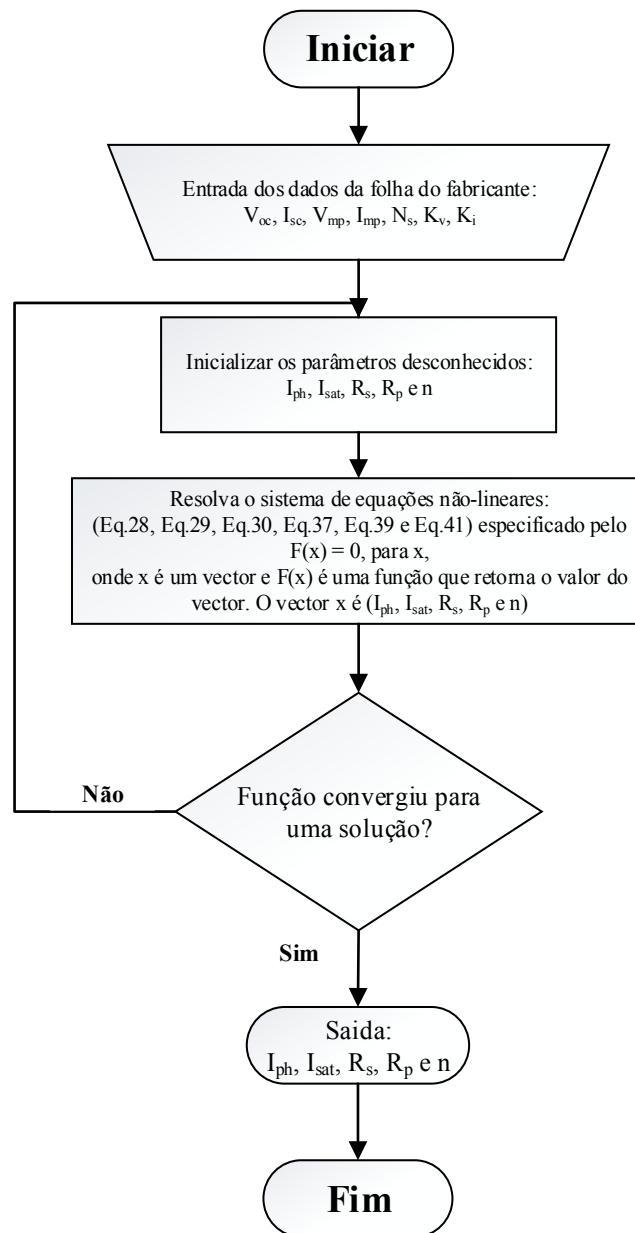 Iniciar
Entrada dos dados da folha do fabricante:
Voc, Isc, Vmp, Imp, Ns, Kv, Ki
Inicializar os parâmetros desconhecidos:
Iph, Isat, Rs, Rp e n
Resolva o sistema de equações não-lineares:
(Eq.28, Eq.29, Eq.30, Eq.37, Eq.39 e Eq.41) especificado pelo
F(x) = 0, para x,
onde x é um vector e F(x) é uma função que retorna o valor do
vector. O vector x é (Iph, Isat, Rs, Rp e n)
Não
Função convergiu para
uma solução?
Sim
Saida:
Iph, Isat, Rs, Rp e n
Fim